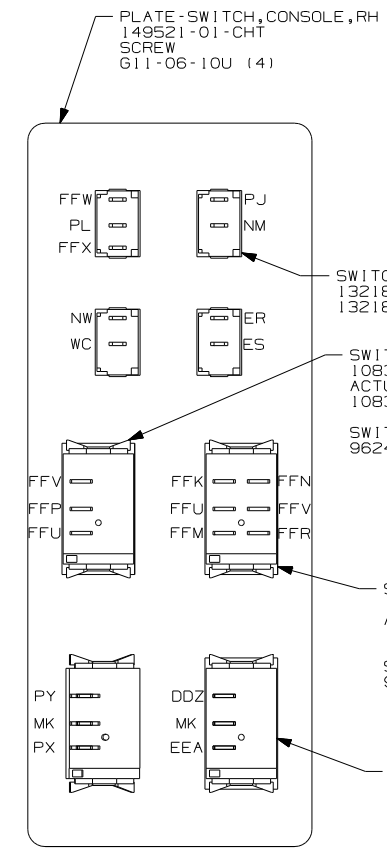 PLATE-SWITCH,CONSOLE,RH
149521-01-CHT
SCREW
G11-06-10U (4)
FFW
PL
FFX
PJ
NM
NW
WC
ER
ES
FFV
FFP
FFU
FFK FFN
FFU FFV
FFM FFR
PY
MK
PX
DDZ
MK
EEA